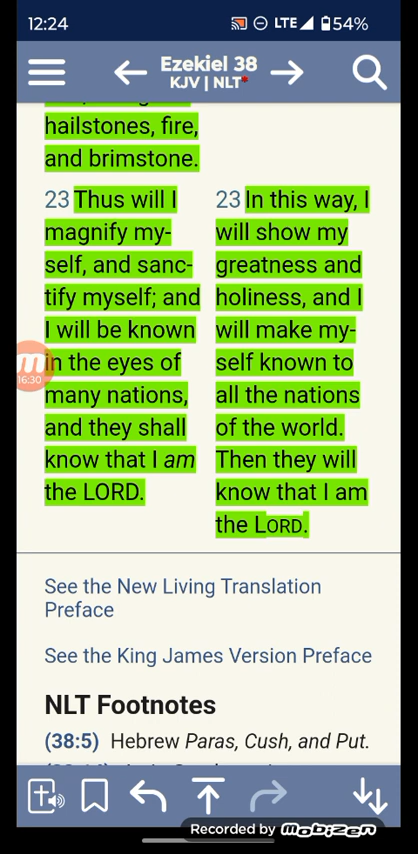 12:24 LTE 54%
Ezekiel 38
KJV | NLT*
hailstones, fire,
and brimstone.
23 Thus will I
magnify my-
self, and sanc-
tify myself; and
I will be known
in the eyes of
many nations,
and they shall
know that I am
the LORD.
23 In this way, I
will show my
greatness and
holiness, and I
will make my-
self known to
all the nations
of the world.
Then they will
know that I am
the LORD.
16:30
See the New Living Translation
Preface
See the King James Version Preface
NLT Footnotes
(38:5) Hebrew Paras, Cush, and Put.
Recorded by mobizen